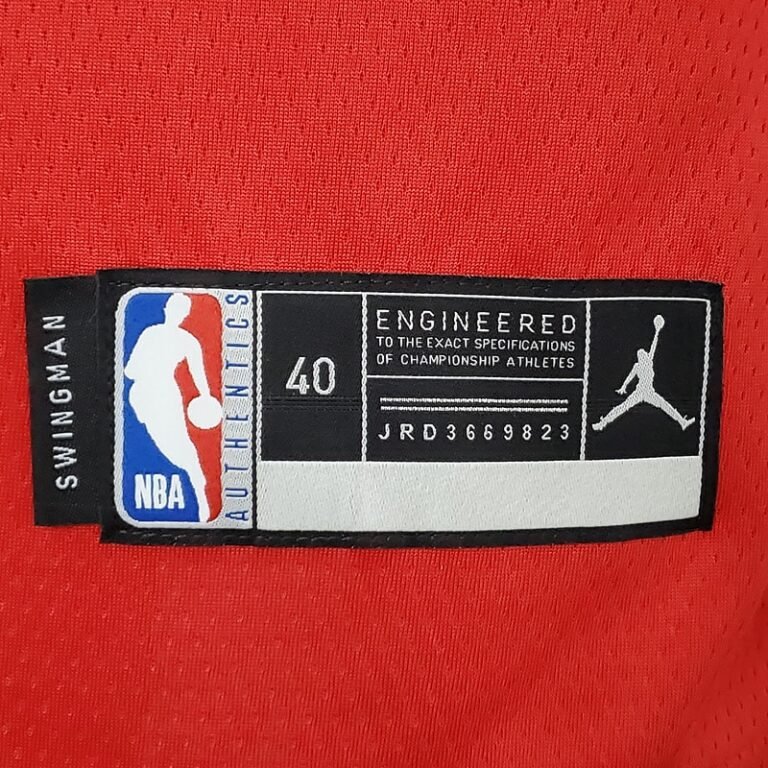 SWINGMAN
NBA
AUTHENTICS
40
ENGINEERED
TO THE EXACT SPECIFICATIONS
OF CHAMPIONSHIP ATHLETES
JRD3669823